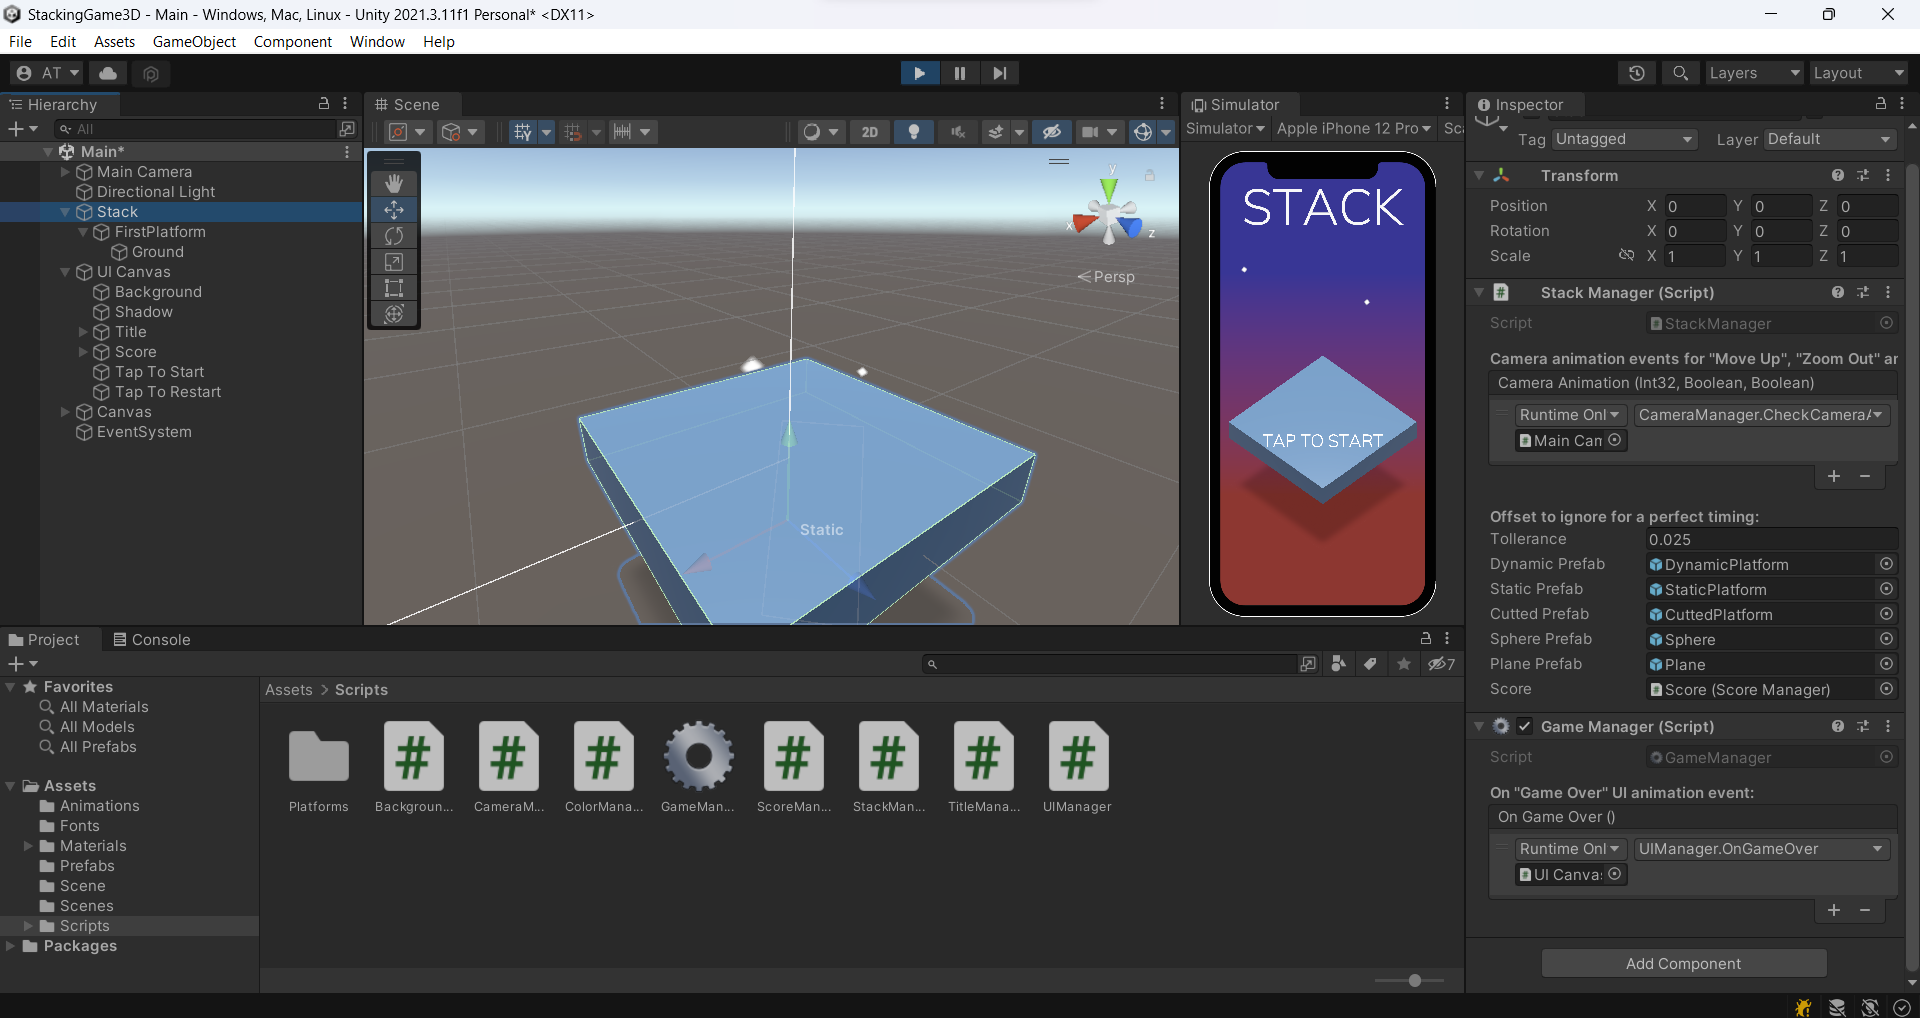 StackingGame3D - Main - Windows, Mac, Linux - Unity 2021.3.11f1 Personal* <DX11>
File Edit Assets GameObject Component Window Help
AT
Layers Layout
Hierarchy
All
Main*
Main Camera
Directional Light
Stack
FirstPlatform
Ground
UI Canvas
Background
Shadow
Title
Score
Tap To Start
Tap To Restart
Canvas
EventSystem
Scene
2D
y
x
z
Persp
Static
Simulator
Simulator Apple iPhone 12 Pro Sc
STACK
TAP TO START
Inspector
Tag Untagged Layer Default
Transform
Position X 0 Y 0 Z 0
Rotation X 0 Y 0 Z 0
Scale X 1 Y 1 Z 1
# Stack Manager (Script)
Script StackManager
Camera animation events for "Move Up", "Zoom Out" ar
Camera Animation (Int32, Boolean, Boolean)
Runtime Onl CameraManager.CheckCameraA
Main Cam
+ −
Offset to ignore for a perfect timing:
Tollerance 0.025
Dynamic Prefab DynamicPlatform
Static Prefab StaticPlatform
Cutted Prefab CuttedPlatform
Sphere Prefab Sphere
Plane Prefab Plane
Score Score (Score Manager)
Game Manager (Script)
Script GameManager
On "Game Over" UI animation event:
On Game Over ()
Runtime Onl UIManager.OnGameOver
UI Canva
+ −
Add Component
Project Console
7
Favorites
All Materials
All Models
All Prefabs
Assets
Animations
Fonts
Materials
Prefabs
Scene
Scenes
Scripts
Packages
Assets > Scripts
# # # # # # #
Platforms Backgroun... CameraM... ColorMana... GameMan... ScoreMan... StackMan... TitleMana... UIManager